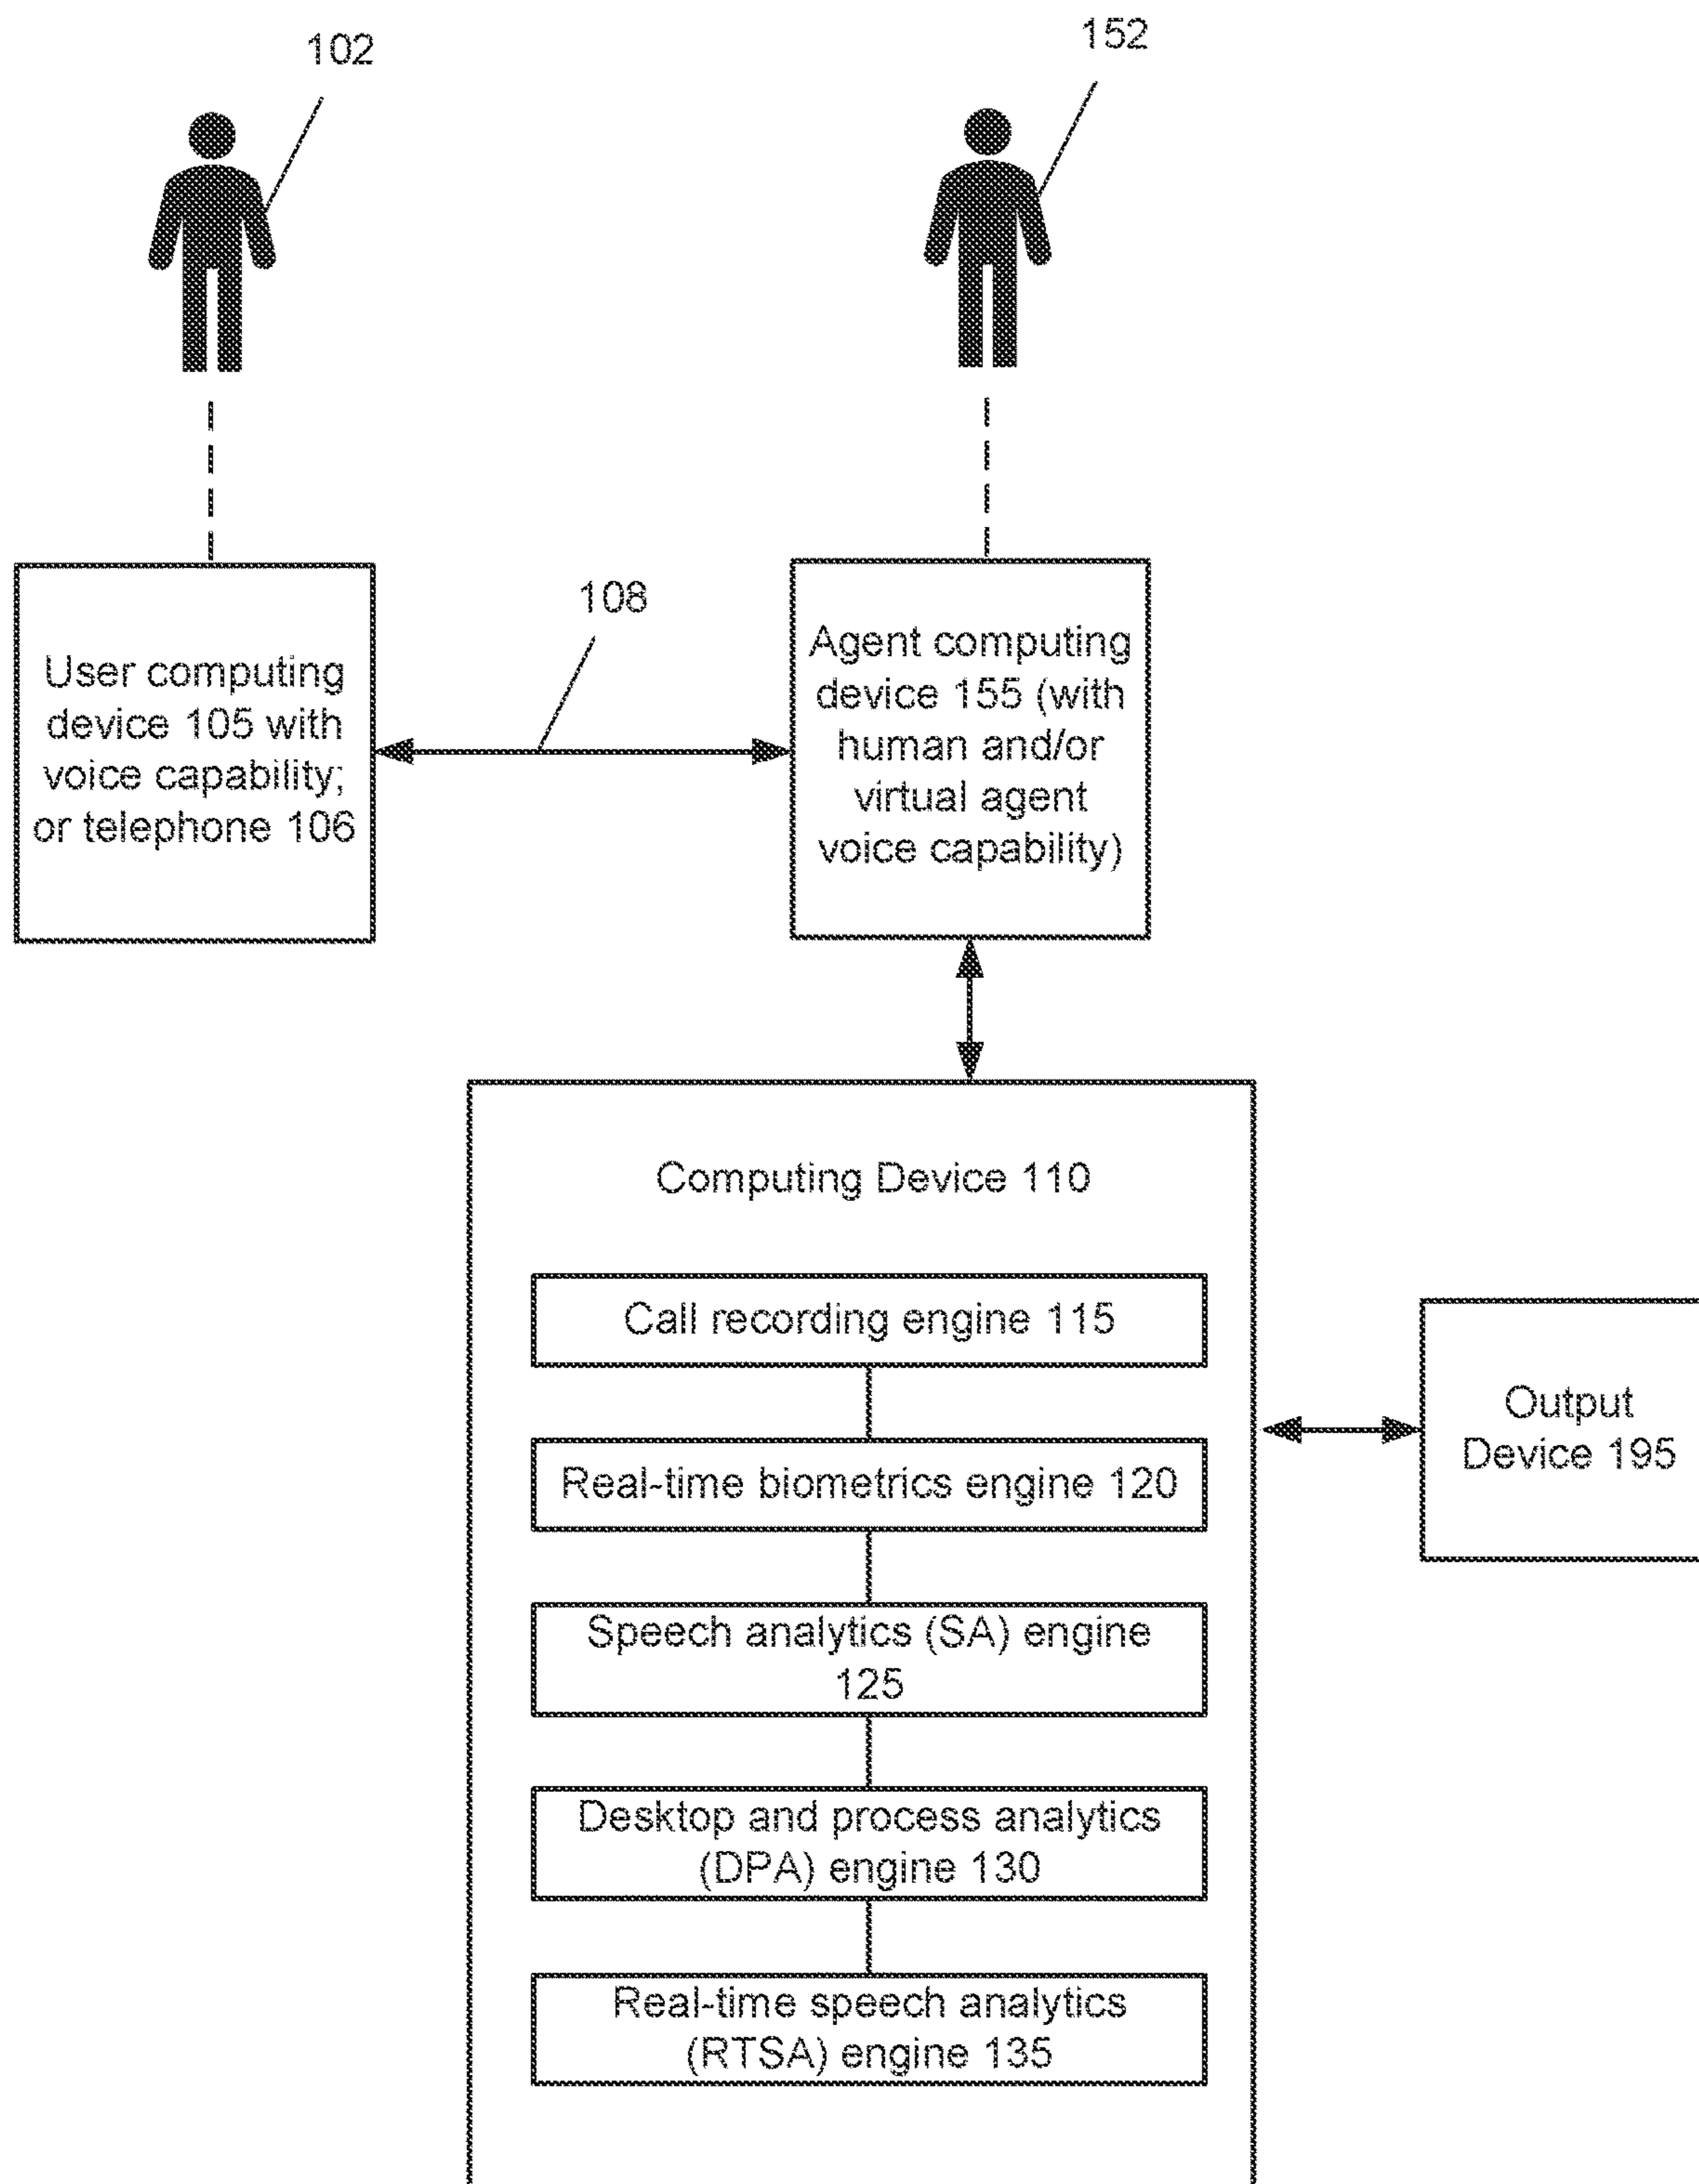 102
152
108
User computing
device 105 with
voice capability;
or telephone 106
Agent computing
device 155 (with
human and/or
virtual agent
voice capability)
Computing Device 110
Call recording engine 115
Real-time biometrics engine 120
Speech analytics (SA) engine
125
Desktop and process analytics
(DPA) engine 130
Real-time speech analytics
(RTSA) engine 135
Output
Device 195